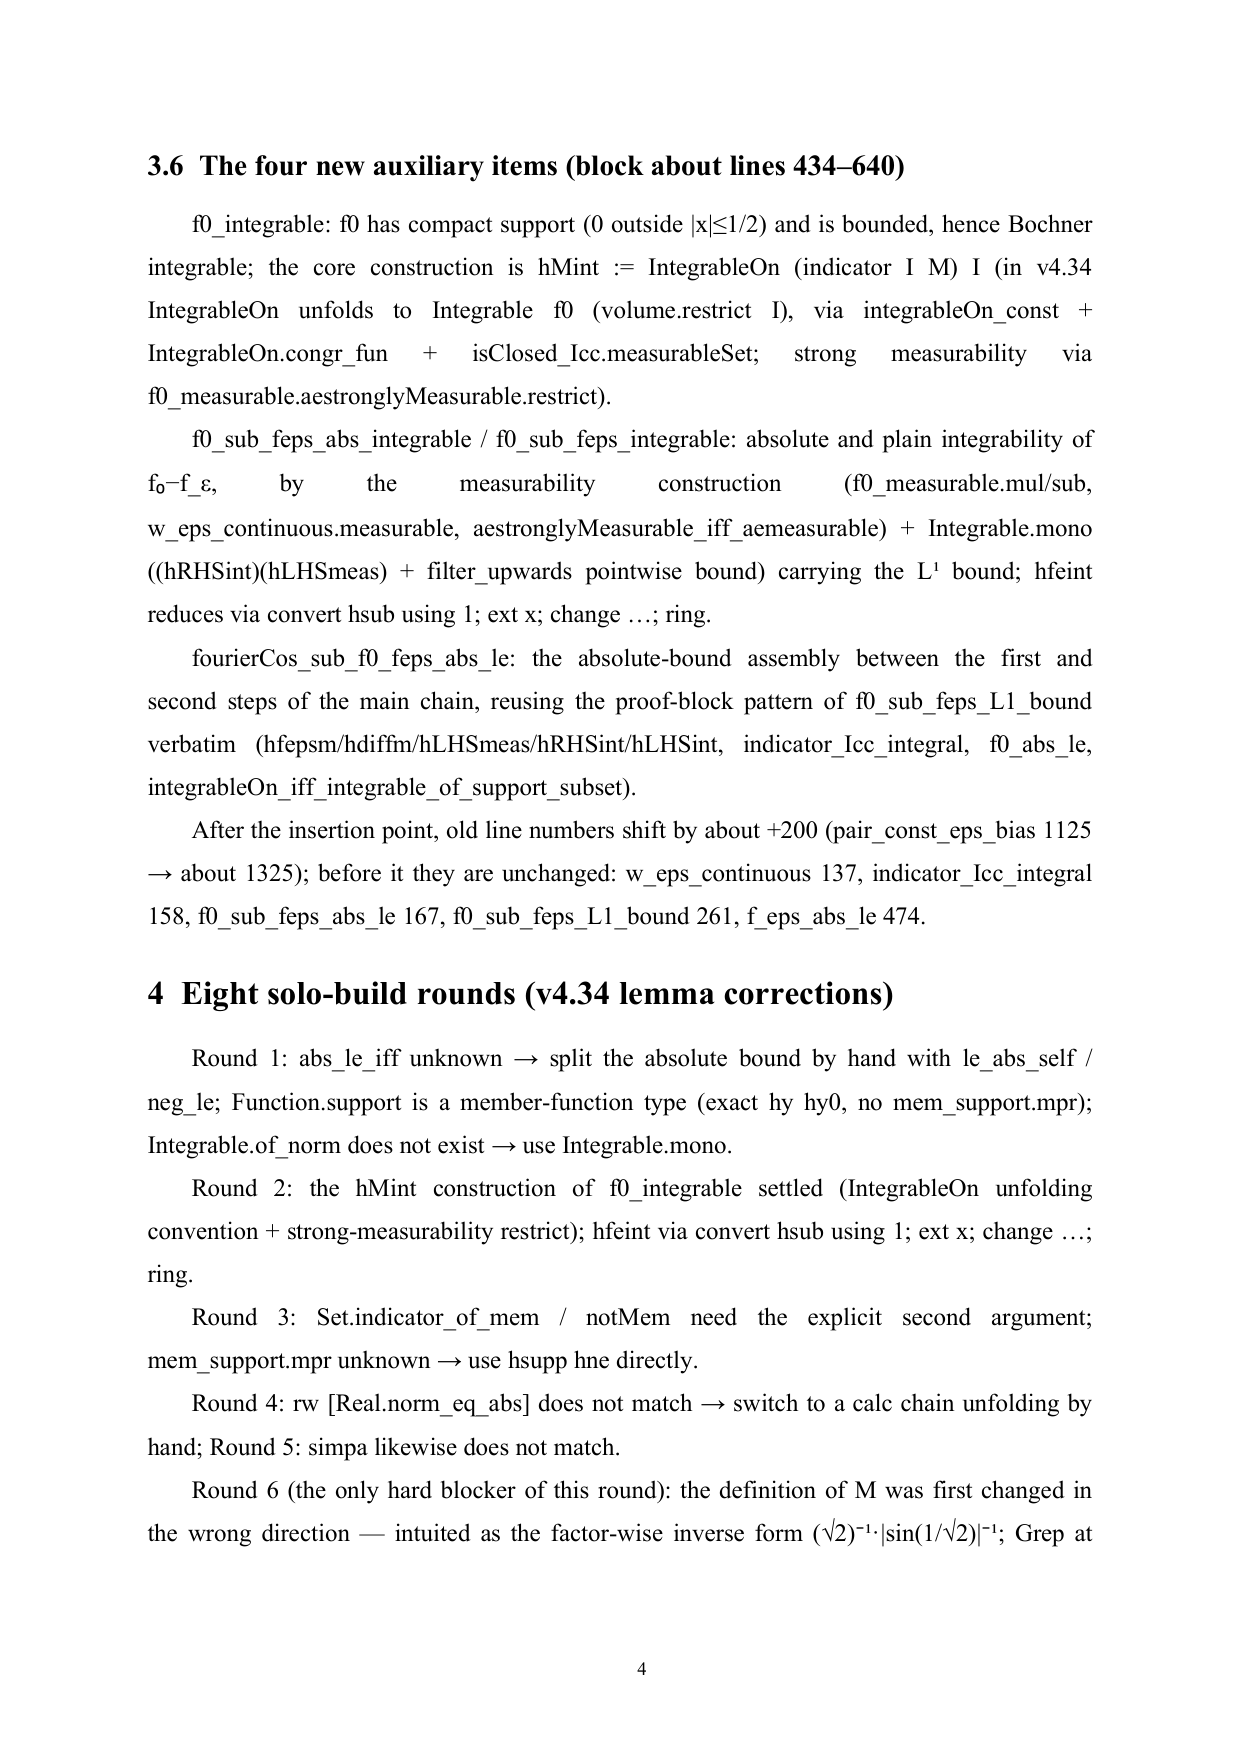 3.6 The four new auxiliary items (block about lines 434–640)
f0_integrable: f0 has compact support (0 outside |x|≤1/2) and is bounded, hence Bochner
integrable; the core construction is hMint := IntegrableOn (indicator I M) I (in v4.34
IntegrableOn unfolds to Integrable f0 (volume.restrict I), via integrableOn_const +
IntegrableOn.congr_fun + isClosed_Icc.measurableSet; strong measurability via
f0_measurable.aestronglyMeasurable.restrict).
f0_sub_feps_abs_integrable / f0_sub_feps_integrable: absolute and plain integrability of
f₀−f_ε, by the measurability construction (f0_measurable.mul/sub,
w_eps_continuous.measurable, aestronglyMeasurable_iff_aemeasurable) + Integrable.mono
((hRHSint)(hLHSmeas) + filter_upwards pointwise bound) carrying the L¹ bound; hfeint
reduces via convert hsub using 1; ext x; change …; ring.
fourierCos_sub_f0_feps_abs_le: the absolute-bound assembly between the first and
second steps of the main chain, reusing the proof-block pattern of f0_sub_feps_L1_bound
verbatim (hfepsm/hdiffm/hLHSmeas/hRHSint/hLHSint, indicator_Icc_integral, f0_abs_le,
integrableOn_iff_integrable_of_support_subset).
After the insertion point, old line numbers shift by about +200 (pair_const_eps_bias 1125
→ about 1325); before it they are unchanged: w_eps_continuous 137, indicator_Icc_integral
158, f0_sub_feps_abs_le 167, f0_sub_feps_L1_bound 261, f_eps_abs_le 474.
4 Eight solo-build rounds (v4.34 lemma corrections)
Round 1: abs_le_iff unknown → split the absolute bound by hand with le_abs_self /
neg_le; Function.support is a member-function type (exact hy hy0, no mem_support.mpr);
Integrable.of_norm does not exist → use Integrable.mono.
Round 2: the hMint construction of f0_integrable settled (IntegrableOn unfolding
convention + strong-measurability restrict); hfeint via convert hsub using 1; ext x; change …;
ring.
Round 3: Set.indicator_of_mem / notMem need the explicit second argument;
mem_support.mpr unknown → use hsupp hne directly.
Round 4: rw [Real.norm_eq_abs] does not match → switch to a calc chain unfolding by
hand; Round 5: simpa likewise does not match.
Round 6 (the only hard blocker of this round): the definition of M was first changed in
the wrong direction — intuited as the factor-wise inverse form (√2)⁻¹·|sin(1/√2)|⁻¹; Grep at
4